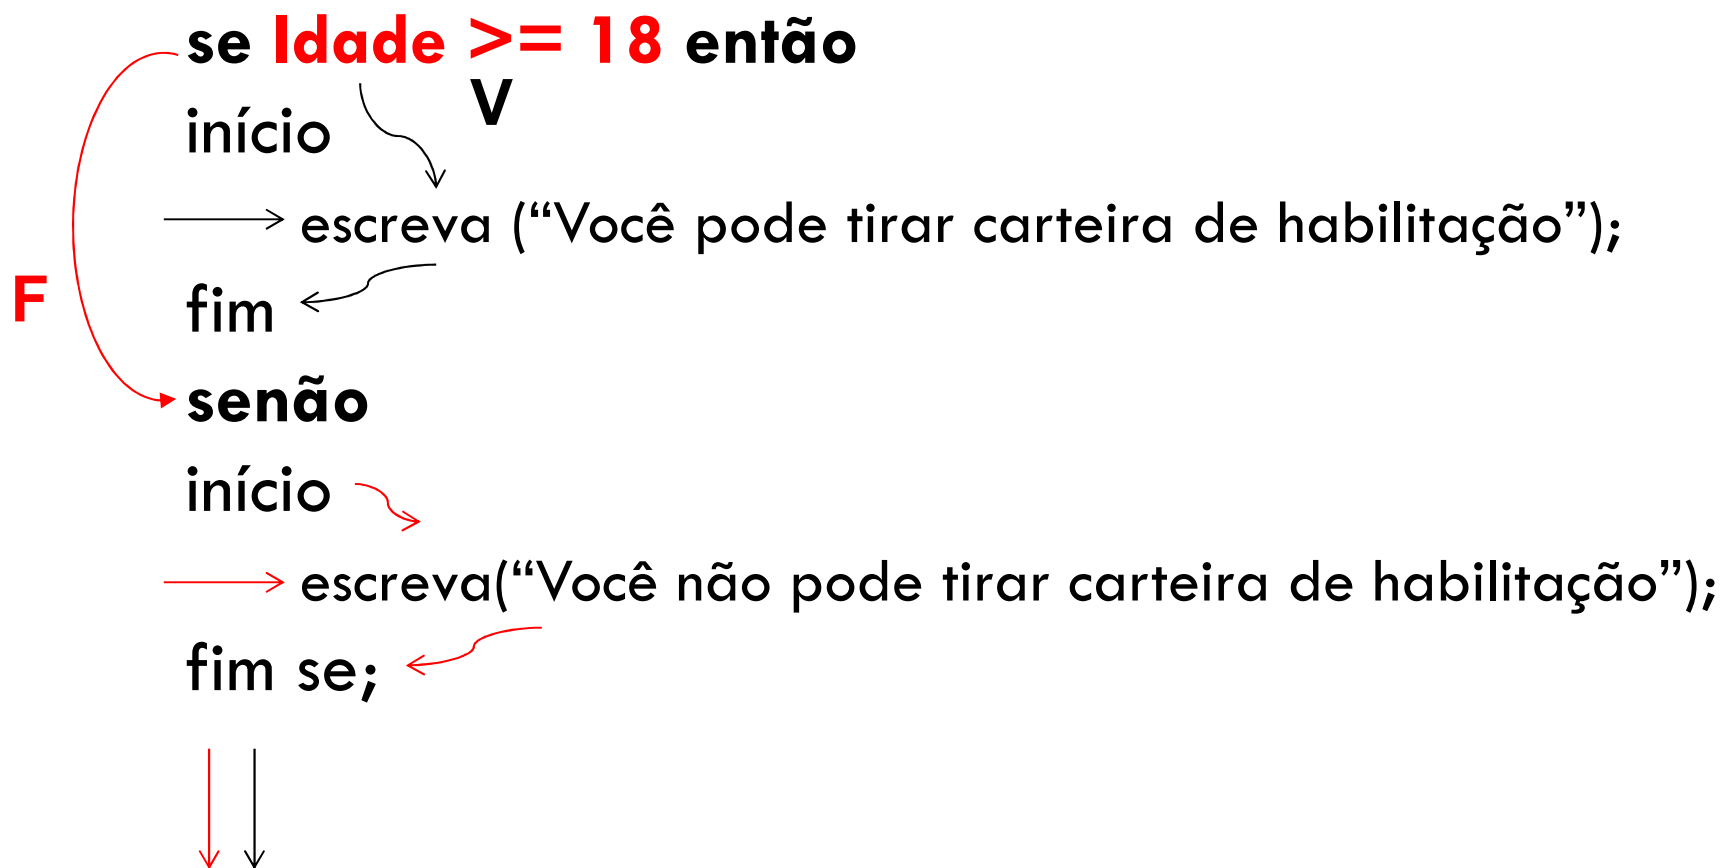 se Idade >= 18 então
V
início
escreva (“Você pode tirar carteira de habilitação”);
F
fim
senão
início
escreva(“Você não pode tirar carteira de habilitação”);
fim se;